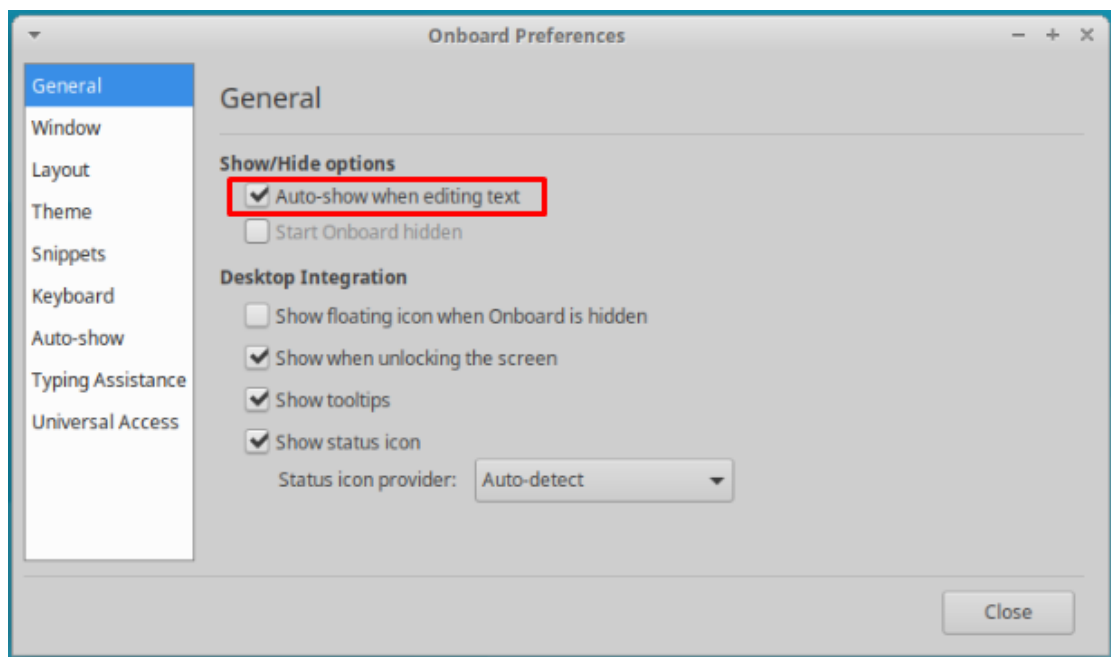 Onboard Preferences
General
Window
Layout
Theme
Snippets
Keyboard
Auto-show
Typing Assistance
Universal Access
General
Show/Hide options
Auto-show when editing text
Start Onboard hidden
Desktop Integration
Show floating icon when Onboard is hidden
Show when unlocking the screen
Show tooltips
Show status icon
Status icon provider: Auto-detect
Close